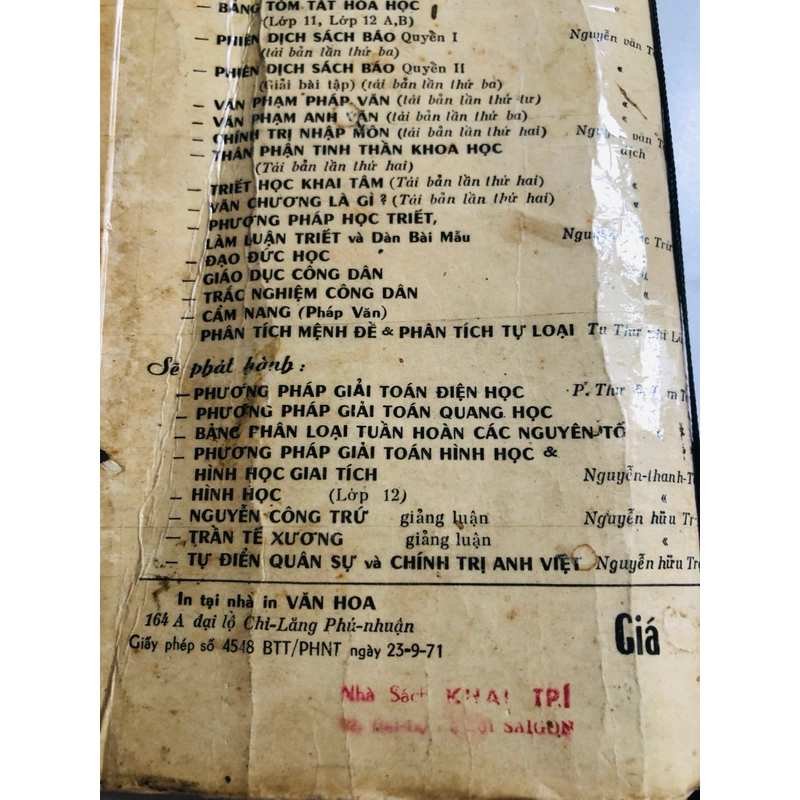 — BẢNG TÓM TẮT HÓA HỌC «
(Lớp 11, Lớp 12 A,B)
— PHIÊN DỊCH SÁCH BÁO Quyển I Nguyễn văn
(tái bản lần thứ ba)
— PHIÊN DỊCH SÁCH BÁO Quyển II «
(Giải bài tập) (tái bản lần thứ ba)
— VĂN PHẠM PHÁP VĂN (tái bản lần thứ tư) «
— VĂN PHẠM ANH VĂN (tái bản lần thứ ba) «
— CHÍNH TRỊ NHẬP MÔN (tái bản lần thứ hai) Nguyễn văn
— THÂN PHẬN TINH THẦN KHOA HỌC dịch
(Tái bản lần thứ hai)
— TRIẾT HỌC KHAI TÂM (Tái bản lần thứ hai) «
— VĂN CHƯƠNG LÀ GÌ ? (Tái bản lần thứ hai) «
— PHƯƠNG PHÁP HỌC TRIẾT,
LÀM LUẬN TRIẾT và Dàn Bài Mẫu
— ĐẠO ĐỨC HỌC
— GIÁO DỤC CÔNG DÂN
— TRẮC NGHIỆM CÔNG DÂN «
— CẨM NANG (Pháp Văn)
PHÂN TÍCH MỆNH ĐỀ & PHÂN TÍCH TỰ LOẠI
Sẽ phát hành :
— PHƯƠNG PHÁP GIẢI TOÁN ĐIỆN HỌC P. Thư
— PHƯƠNG PHÁP GIẢI TOÁN QUANG HỌC
— BẢNG PHÂN LOẠI TUẦN HOÀN CÁC NGUYÊN TỐ «
— PHƯƠNG PHÁP GIẢI TOÁN HÌNH HỌC &
HÌNH HỌC GIAI TÍCH Nguyễn-thanh-
— HÌNH HỌC (Lớp 12) «
— NGUYỄN CÔNG TRỨ giảng luận Nguyễn hữu
— TRẦN TẾ XƯƠNG giảng luận «
— TỰ ĐIỂN QUÂN SỰ và CHÍNH TRỊ ANH VIỆT Nguyễn hữu
In tại nhà in VĂN HOA
164 A đại lộ Chi-Lăng Phú-nhuận
Giấy phép số 4548 BTT/PHNT ngày 23-9-71
Giá
Nhà Sách KHAI TRÍ
SAIGON